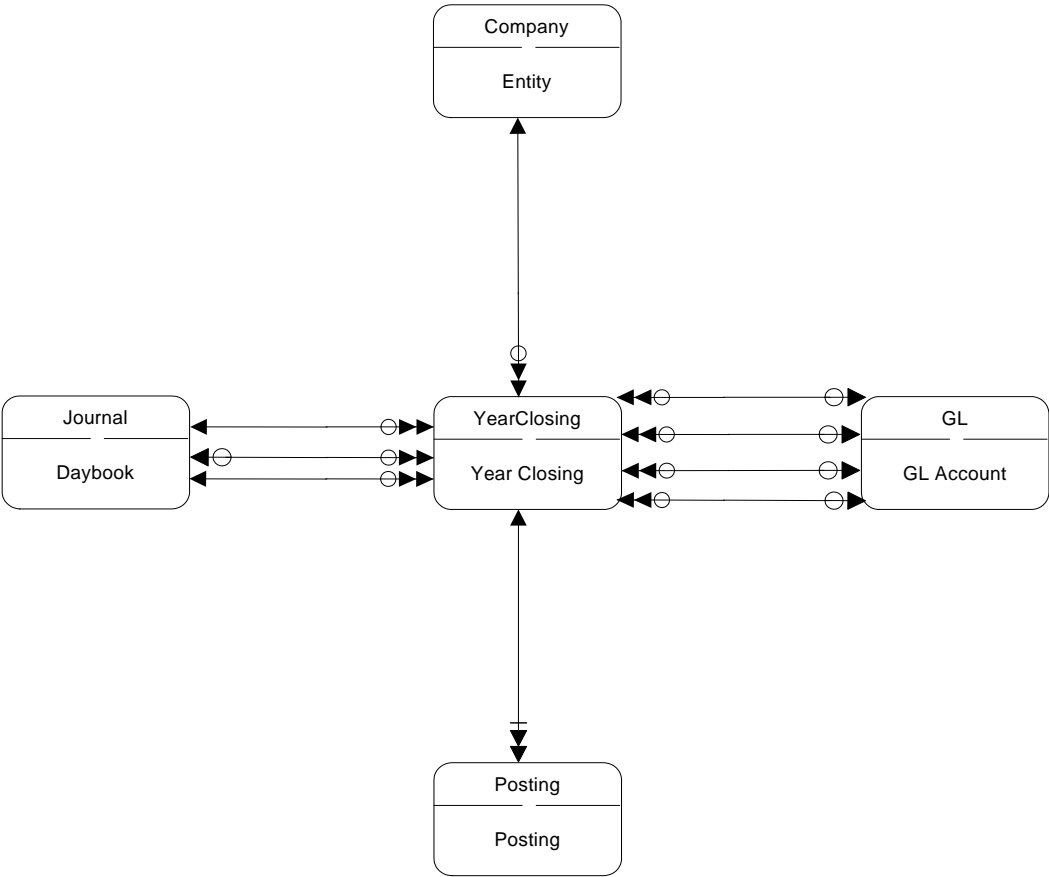 Company
Entity
Journal
Daybook
YearClosing
Year Closing
GL
GL Account
Posting
Posting